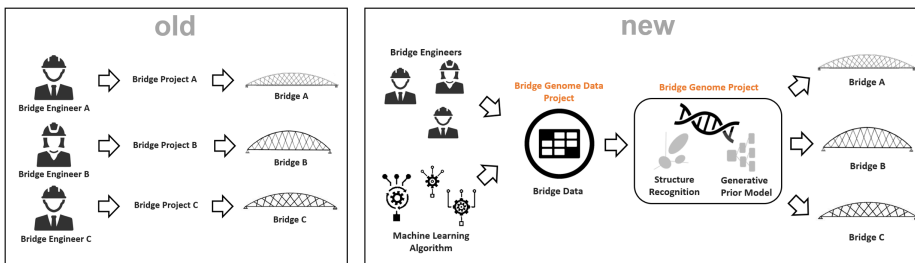 old
Bridge Engineer A
Bridge Project A
Bridge A
Bridge Engineer B
Bridge Project B
Bridge B
Bridge Engineer C
Bridge Project C
Bridge C
new
Bridge Engineers
Machine Learning
Algorithm
Bridge Genome Data
Project
Bridge Data
Bridge Genome Project
Structure
Recognition
Generative
Prior Model
Bridge A
Bridge B
Bridge C